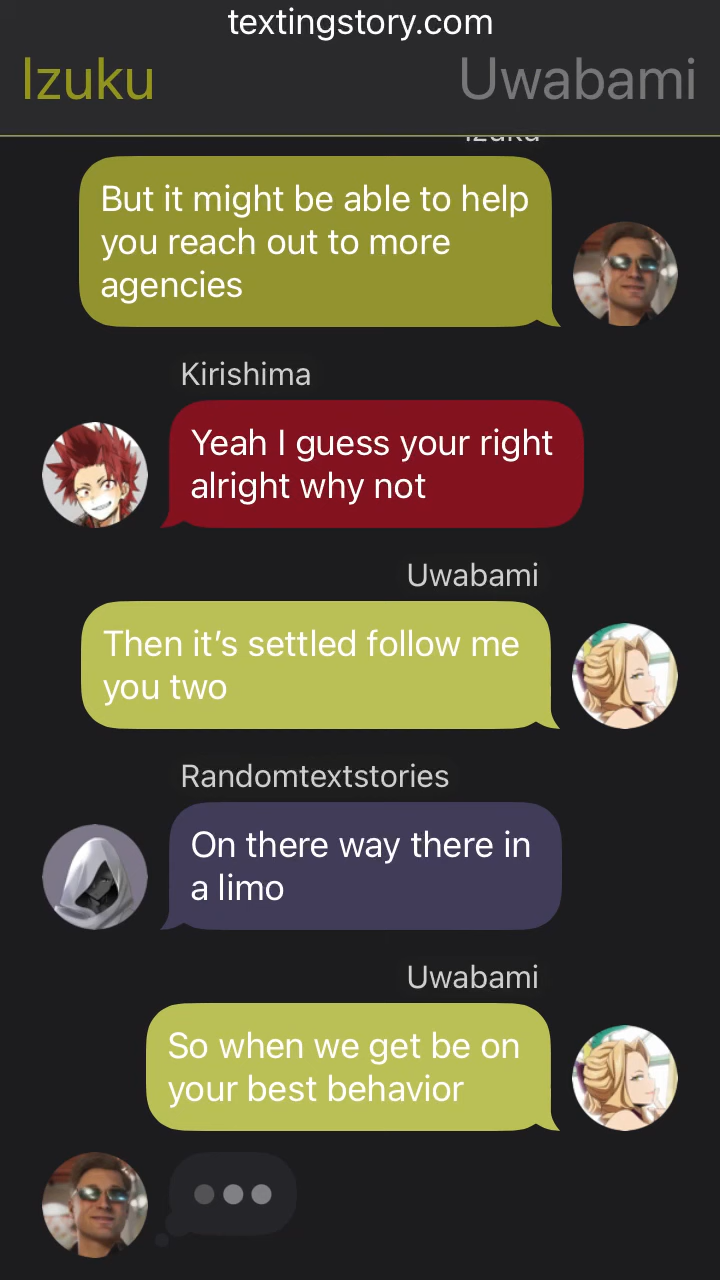 textingstory.com
Izuku Uwabami
Izuku
But it might be able to help
you reach out to more
agencies
Kirishima
Yeah I guess your right
alright why not
Uwabami
Then it's settled follow me
you two
Randomtextstories
On there way there in
a limo
Uwabami
So when we get be on
your best behavior